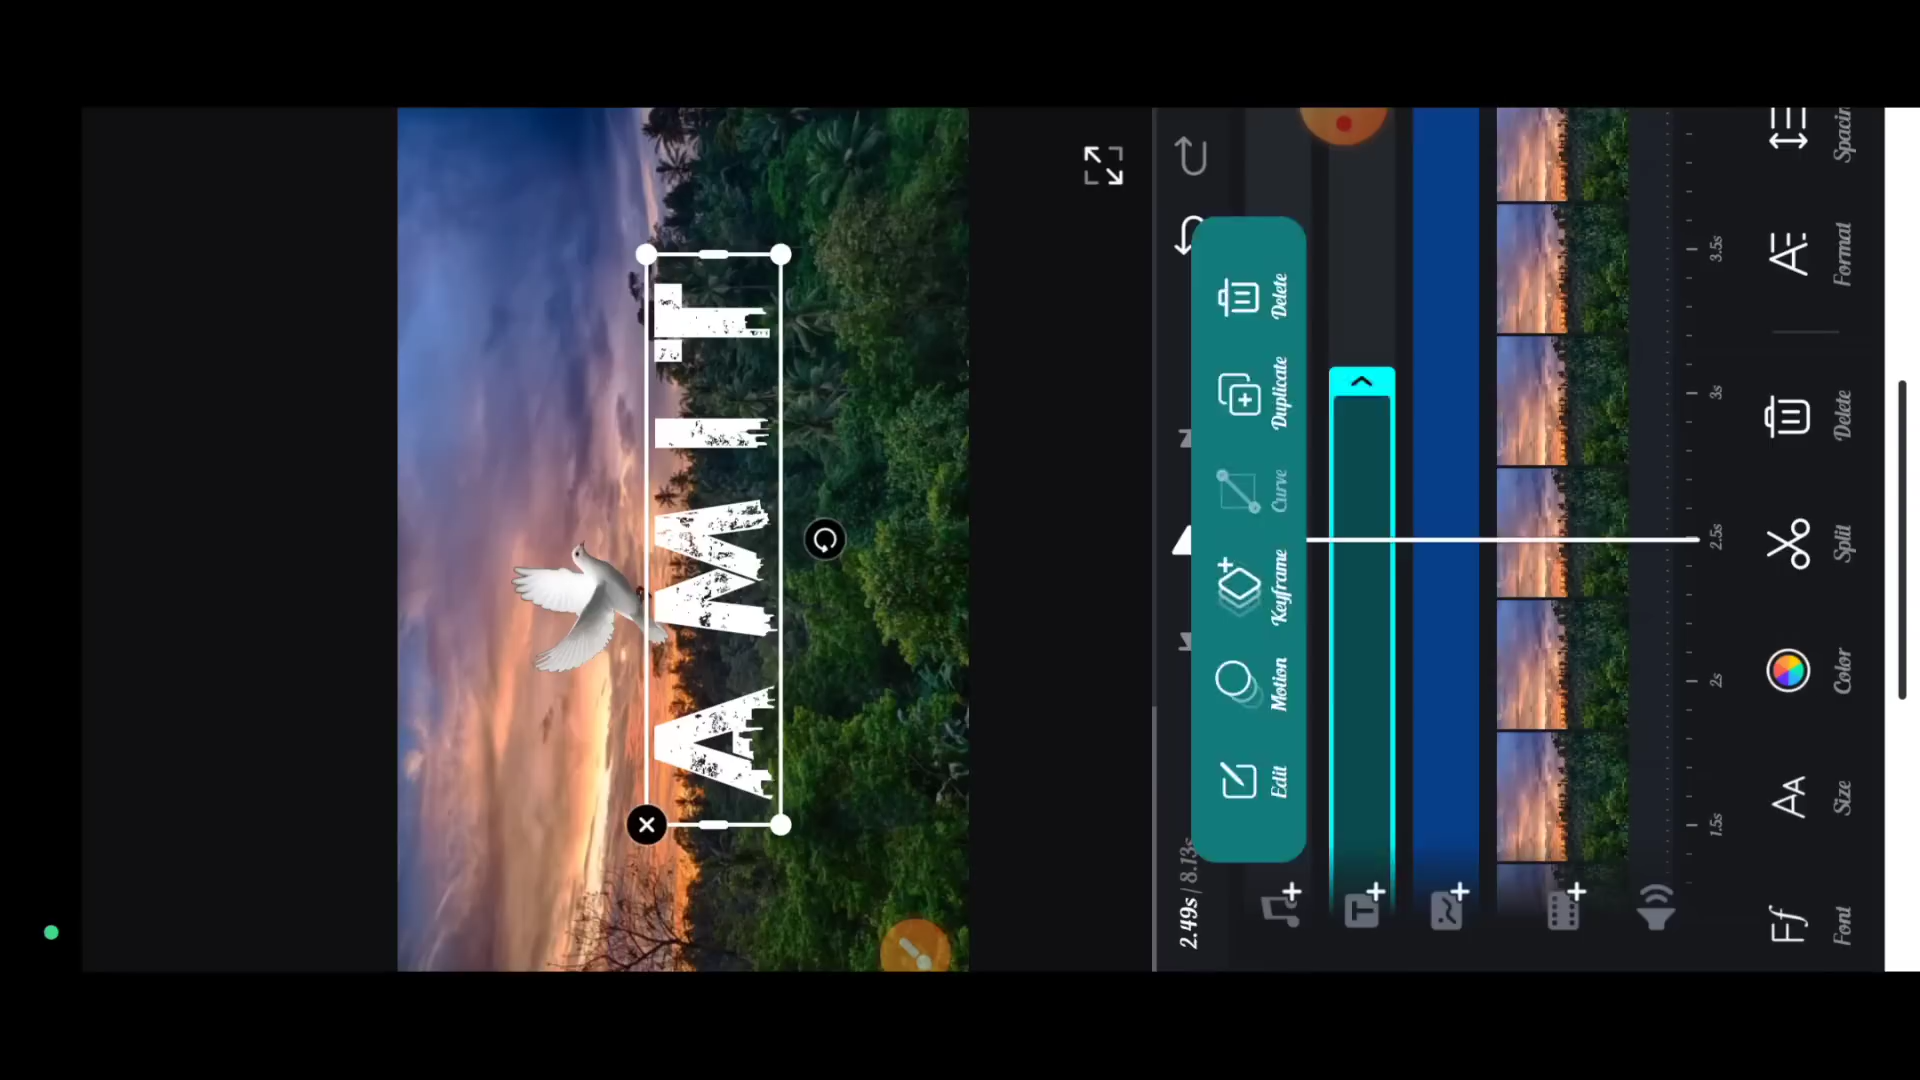 AWIT
2.49s | 8.13s
Edit Motion Keyframe Curve Duplicate Delete
1.5s 2s 2.5s 3s 3.5s
Font Size Color Split Delete Format Spacin